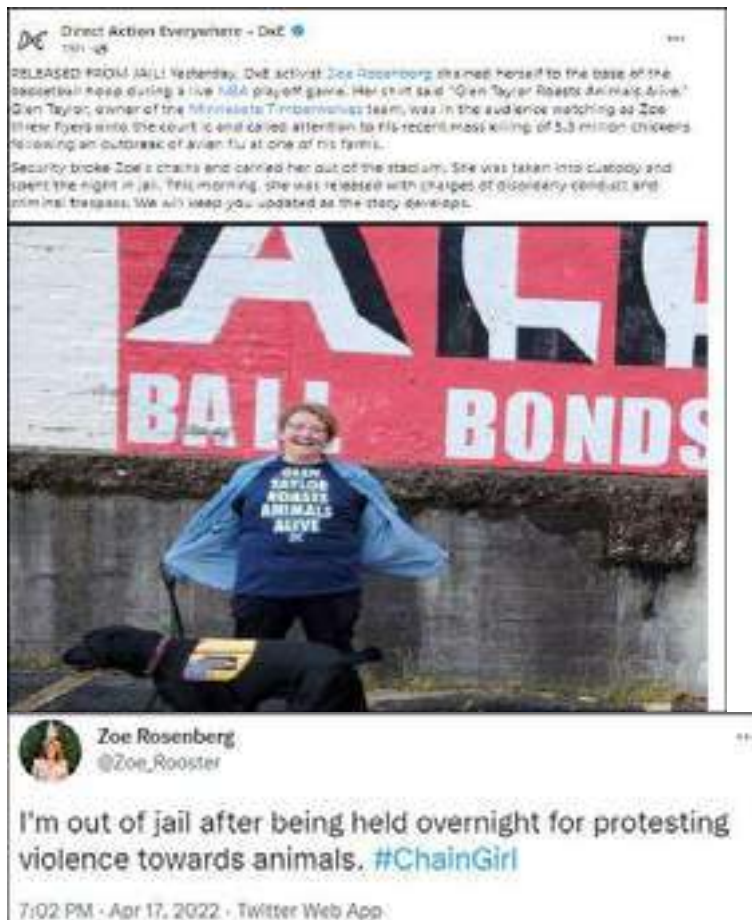 Direct Action Everywhere - DxE
RELEASED FROM JAIL! Yesterday, DxE activist Zoe Rosenberg chained herself to the base of the
basketball hoop during a live NBA playoff game. Her shirt said "Glen Taylor Roasts Animals Alive."
Glen Taylor, owner of the Minnesota Timberwolves team, was in the audience watching as Zoe
threw flyers onto the court and called attention to his recent mass killing of 5.3 million chickens
following an outbreak of avian flu at one of his farms.
Security broke Zoe's chains and carried her out of the stadium. She was taken into custody and
spent the night in jail. This morning, she was released with charges of disorderly conduct and
criminal trespass. We will keep you updated as the story develops.
BAIL BONDS
GLEN
TAYLOR
ROASTS
ANIMALS
ALIVE
Zoe Rosenberg
@Zoe_Rooster
I'm out of jail after being held overnight for protesting
violence towards animals. #ChainGirl
7:02 PM · Apr 17, 2022 · Twitter Web App